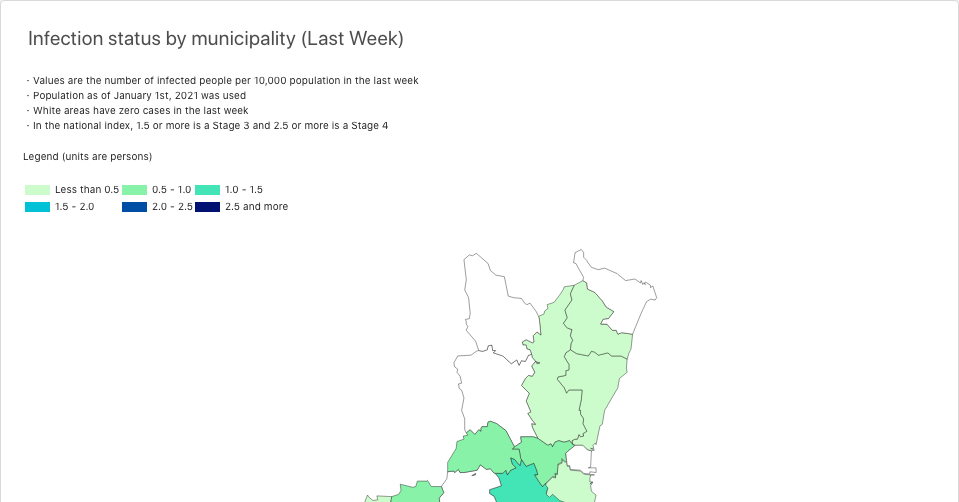 Infection status by municipality (Last Week)
· Values are the number of infected people per 10,000 population in the last week
· Population as of January 1st, 2021 was used
· White areas have zero cases in the last week
· In the national index, 1.5 or more is a Stage 3 and 2.5 or more is a Stage 4
Legend (units are persons)
Less than 0.5 0.5 - 1.0 1.0 - 1.5
1.5 - 2.0 2.0 - 2.5 2.5 and more